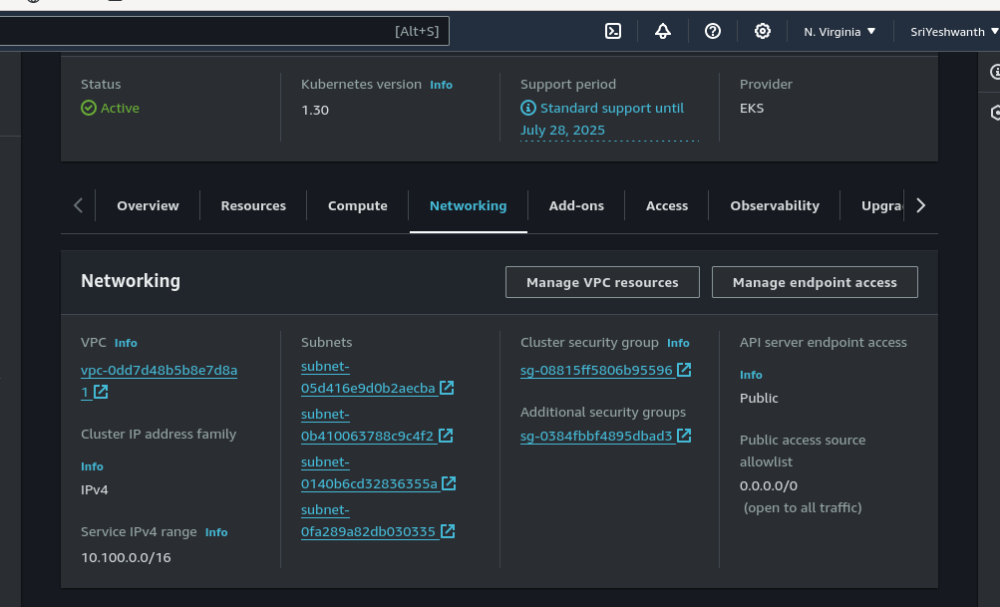 [Alt+S]
N. Virginia
SriYeshwanth
Status
Active
Kubernetes version Info
1.30
Support period
Standard support until
July 28, 2025
Provider
EKS
Overview
Resources
Compute
Networking
Add-ons
Access
Observability
Upgra
Networking
Manage VPC resources
Manage endpoint access
VPC Info
vpc-0dd7d48b5b8e7d8a
1
Cluster IP address family
Info
IPv4
Service IPv4 range Info
10.100.0.0/16
Subnets
subnet-
05d416e9d0b2aecba
subnet-
0b410063788c9c4f2
subnet-
0140b6cd32836355a
subnet-
0fa289a82db030335
Cluster security group Info
sg-08815ff5806b95596
Additional security groups
sg-0384fbbf4895dbad3
API server endpoint access
Info
Public
Public access source
allowlist
0.0.0.0/0
(open to all traffic)